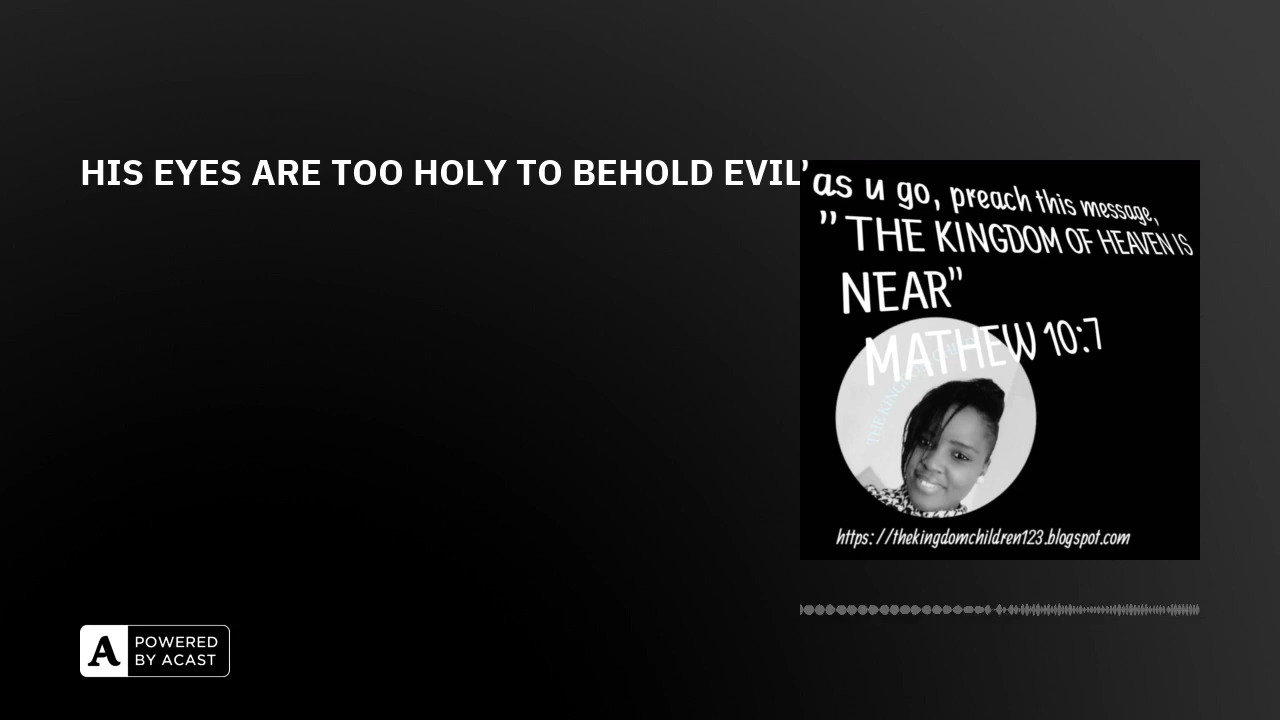 HIS EYES ARE TOO HOLY TO BEHOLD EVIL'
as u go, preach this message,
"THE KINGDOM OF HEAVEN IS
NEAR"
MATHEW 10:7
https://thekingdomchildren123.blogspot.com
A POWERED
BY ACAST